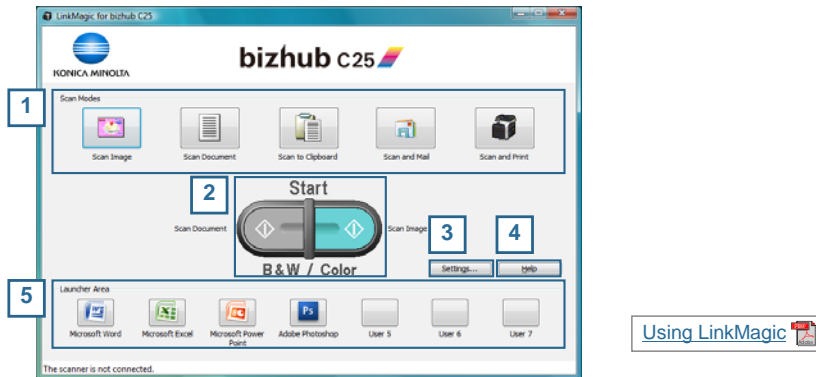 LinkMagic for bizhub C25
KONICA MINOLTA
bizhub C25
1
Scan Modes
Scan Image
Scan Document
Scan to Clipboard
Scan and Mail
Scan and Print
2
Start
Scan Document
Scan Image
3
4
B&W / Color
Settings...
Help
5
Launcher Area
Ps
Microsoft Word
Microsoft Excel
Microsoft Power
Point
Adobe Photoshop
User 5
User 6
User 7
The scanner is not connected.
Using LinkMagic